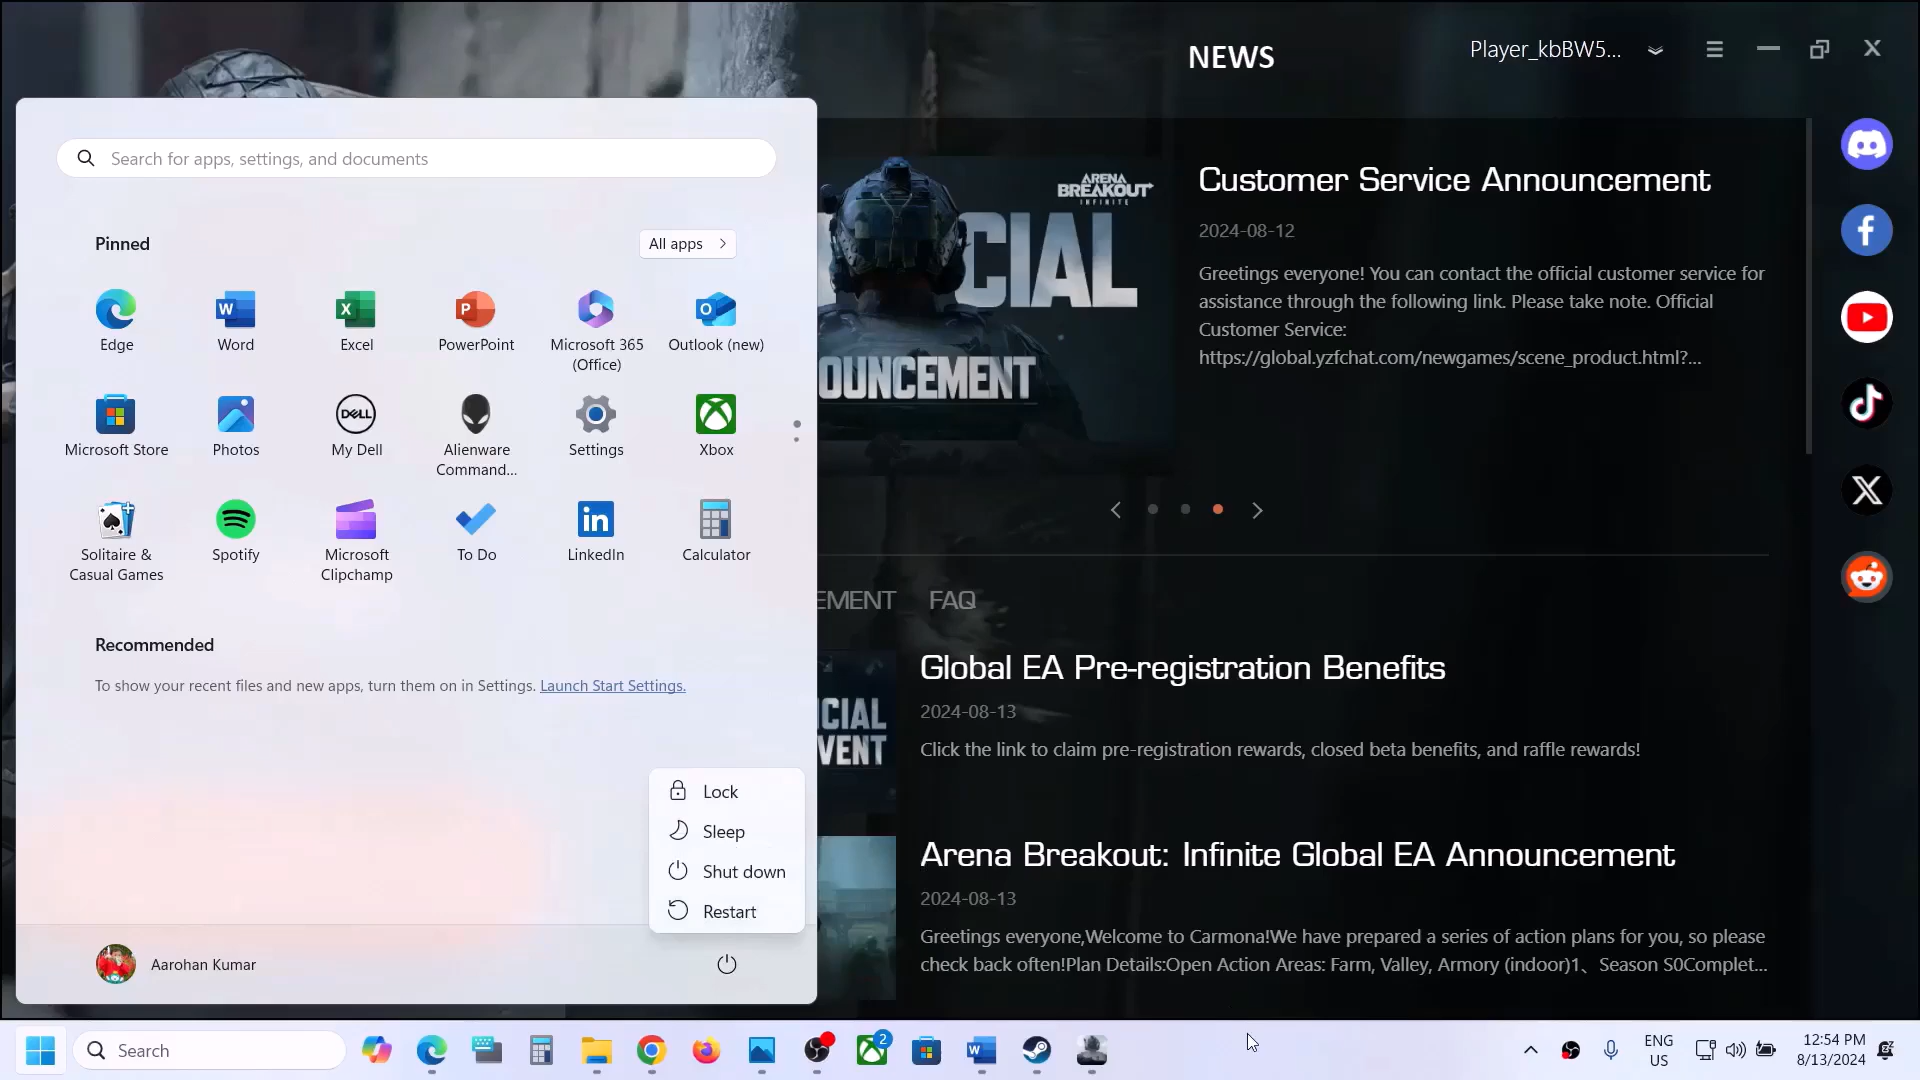 NEWS
Player_kbBW5...
Search for apps, settings, and documents
Pinned
All apps
Edge
Word
Excel
PowerPoint
Microsoft 365
(Office)
Outlook (new)
Microsoft Store
Photos
DELL
My Dell
Alienware
Command...
Settings
Xbox
Solitaire &
Casual Games
Spotify
Microsoft
Clipchamp
To Do
LinkedIn
Calculator
Recommended
To show your recent files and new apps, turn them on in Settings. Launch Start Settings.
Lock
Sleep
Shut down
Restart
Aarohan Kumar
ARENA
BREAKOUT
INFINITE
CIAL
OUNCEMENT
Customer Service Announcement
2024-08-12
Greetings everyone! You can contact the official customer service for
assistance through the following link. Please take note. Official
Customer Service:
https://global.yzfchat.com/newgames/scene_product.html?...
EMENT
FAQ
CIAL
VENT
Global EA Pre-registration Benefits
2024-08-13
Click the link to claim pre-registration rewards, closed beta benefits, and raffle rewards!
Arena Breakout: Infinite Global EA Announcement
2024-08-13
Greetings everyone,Welcome to Carmona!We have prepared a series of action plans for you, so please
check back often!Plan Details:Open Action Areas: Farm, Valley, Armory (indoor)1、Season S0Complet...
Search
2
ENG
US
12:54 PM
8/13/2024